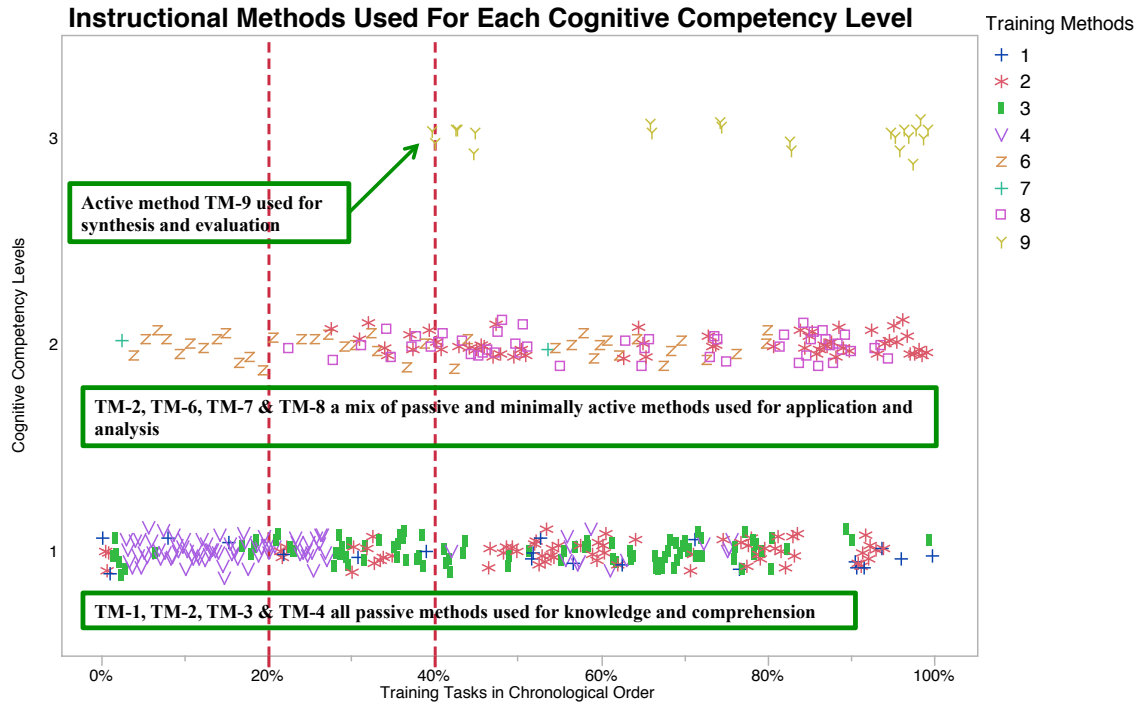 Instructional Methods Used For Each Cognitive Competency Level
Training Methods
1
2
3
4
6
7
8
9
Cognitive Competency Levels
3
2
1
Active method TM-9 used for
synthesis and evaluation
TM-2, TM-6, TM-7 & TM-8 a mix of passive and minimally active methods used for application and
analysis
TM-1, TM-2, TM-3 & TM-4 all passive methods used for knowledge and comprehension
0% 20% 40% 60% 80% 100%
Training Tasks in Chronological Order